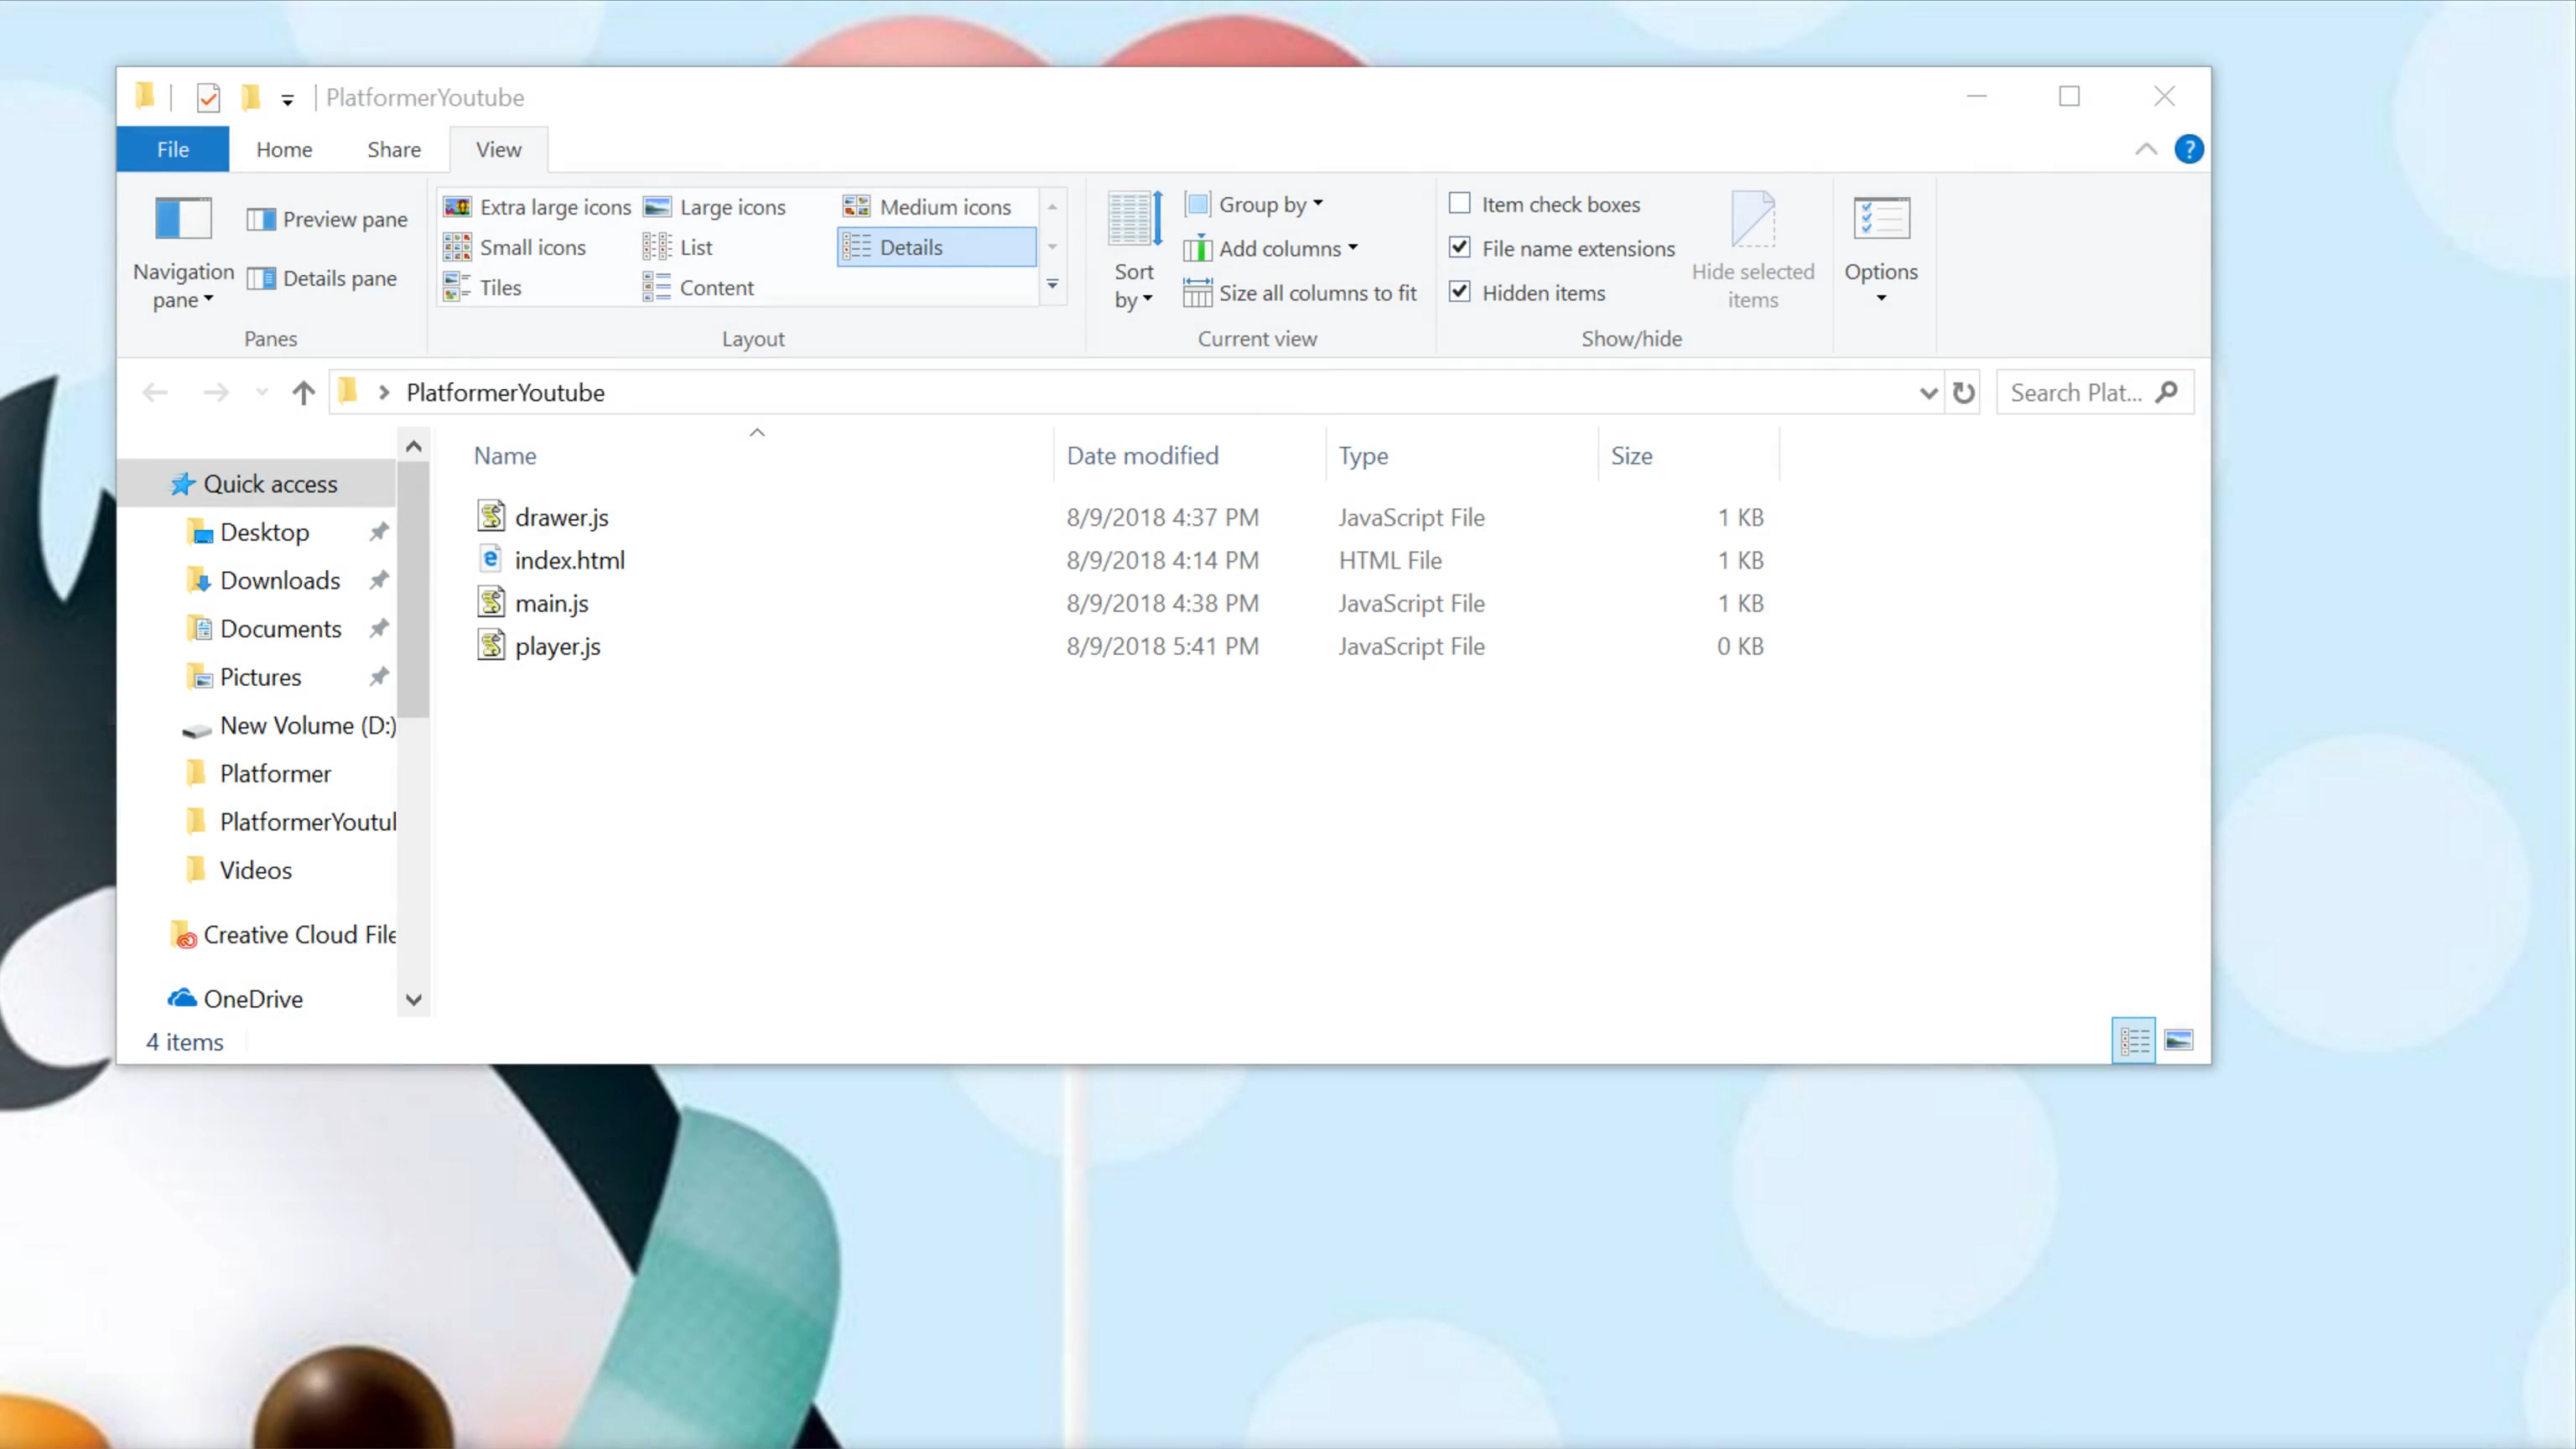 PlatformerYoutube
File Home Share View
Navigation pane
Preview pane
Details pane
Panes
Extra large icons Large icons Medium icons
Small icons List Details
Tiles Content
Layout
Sort by
Group by
Add columns
Size all columns to fit
Current view
Item check boxes
File name extensions
Hidden items
Hide selected items
Show/hide
Options
PlatformerYoutube
Search Plat...
Quick access
Desktop
Downloads
Documents
Pictures
New Volume (D:)
Platformer
PlatformerYoutul
Videos
Creative Cloud File
OneDrive
Name Date modified Type Size
drawer.js 8/9/2018 4:37 PM JavaScript File 1 KB
index.html 8/9/2018 4:14 PM HTML File 1 KB
main.js 8/9/2018 4:38 PM JavaScript File 1 KB
player.js 8/9/2018 5:41 PM JavaScript File 0 KB
4 items